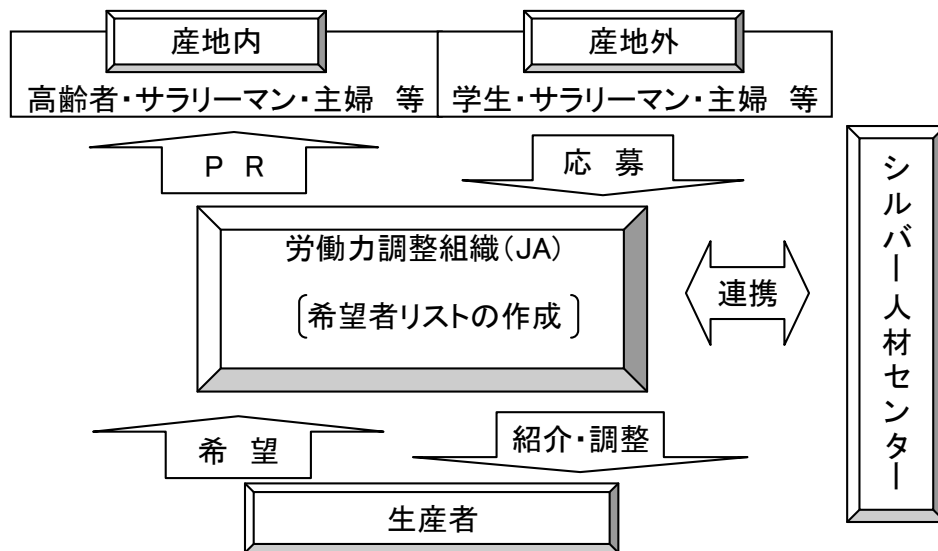 産地内
産地外
高齢者・サラリーマン・主婦　等
学生・サラリーマン・主婦　等
Ｐ Ｒ
応　募
労働力調整組織（JA）
〔希望者リストの作成〕
連携
シルバー人材センター
希　望
紹介・調整
生産者